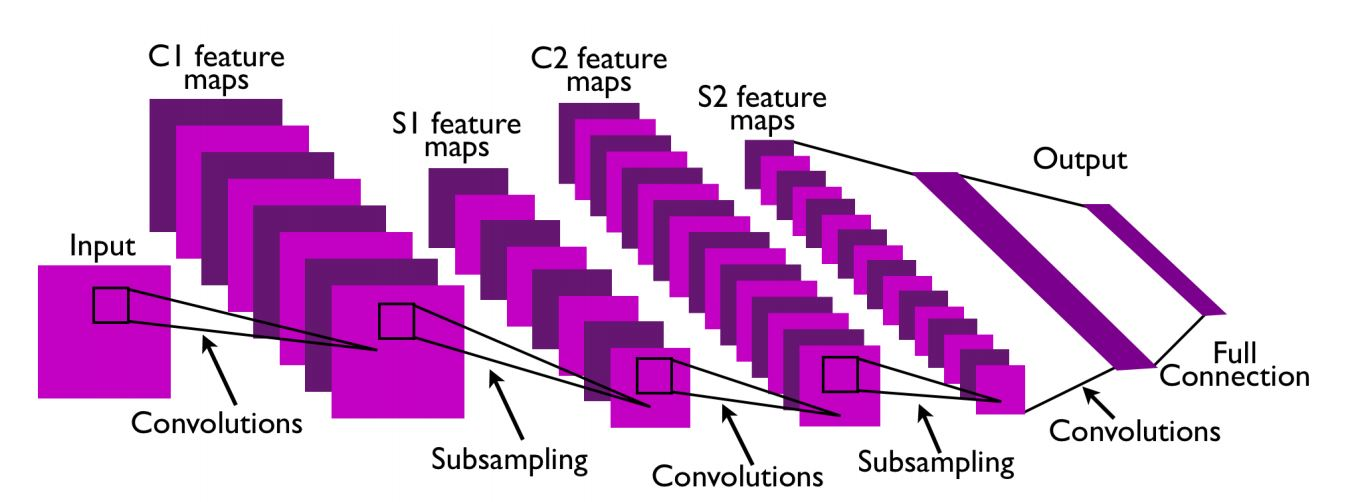 C1 feature
maps
S1 feature
maps
C2 feature
maps
S2 feature
maps
Output
Input
Convolutions
Subsampling
Convolutions
Subsampling
Convolutions
Full
Connection